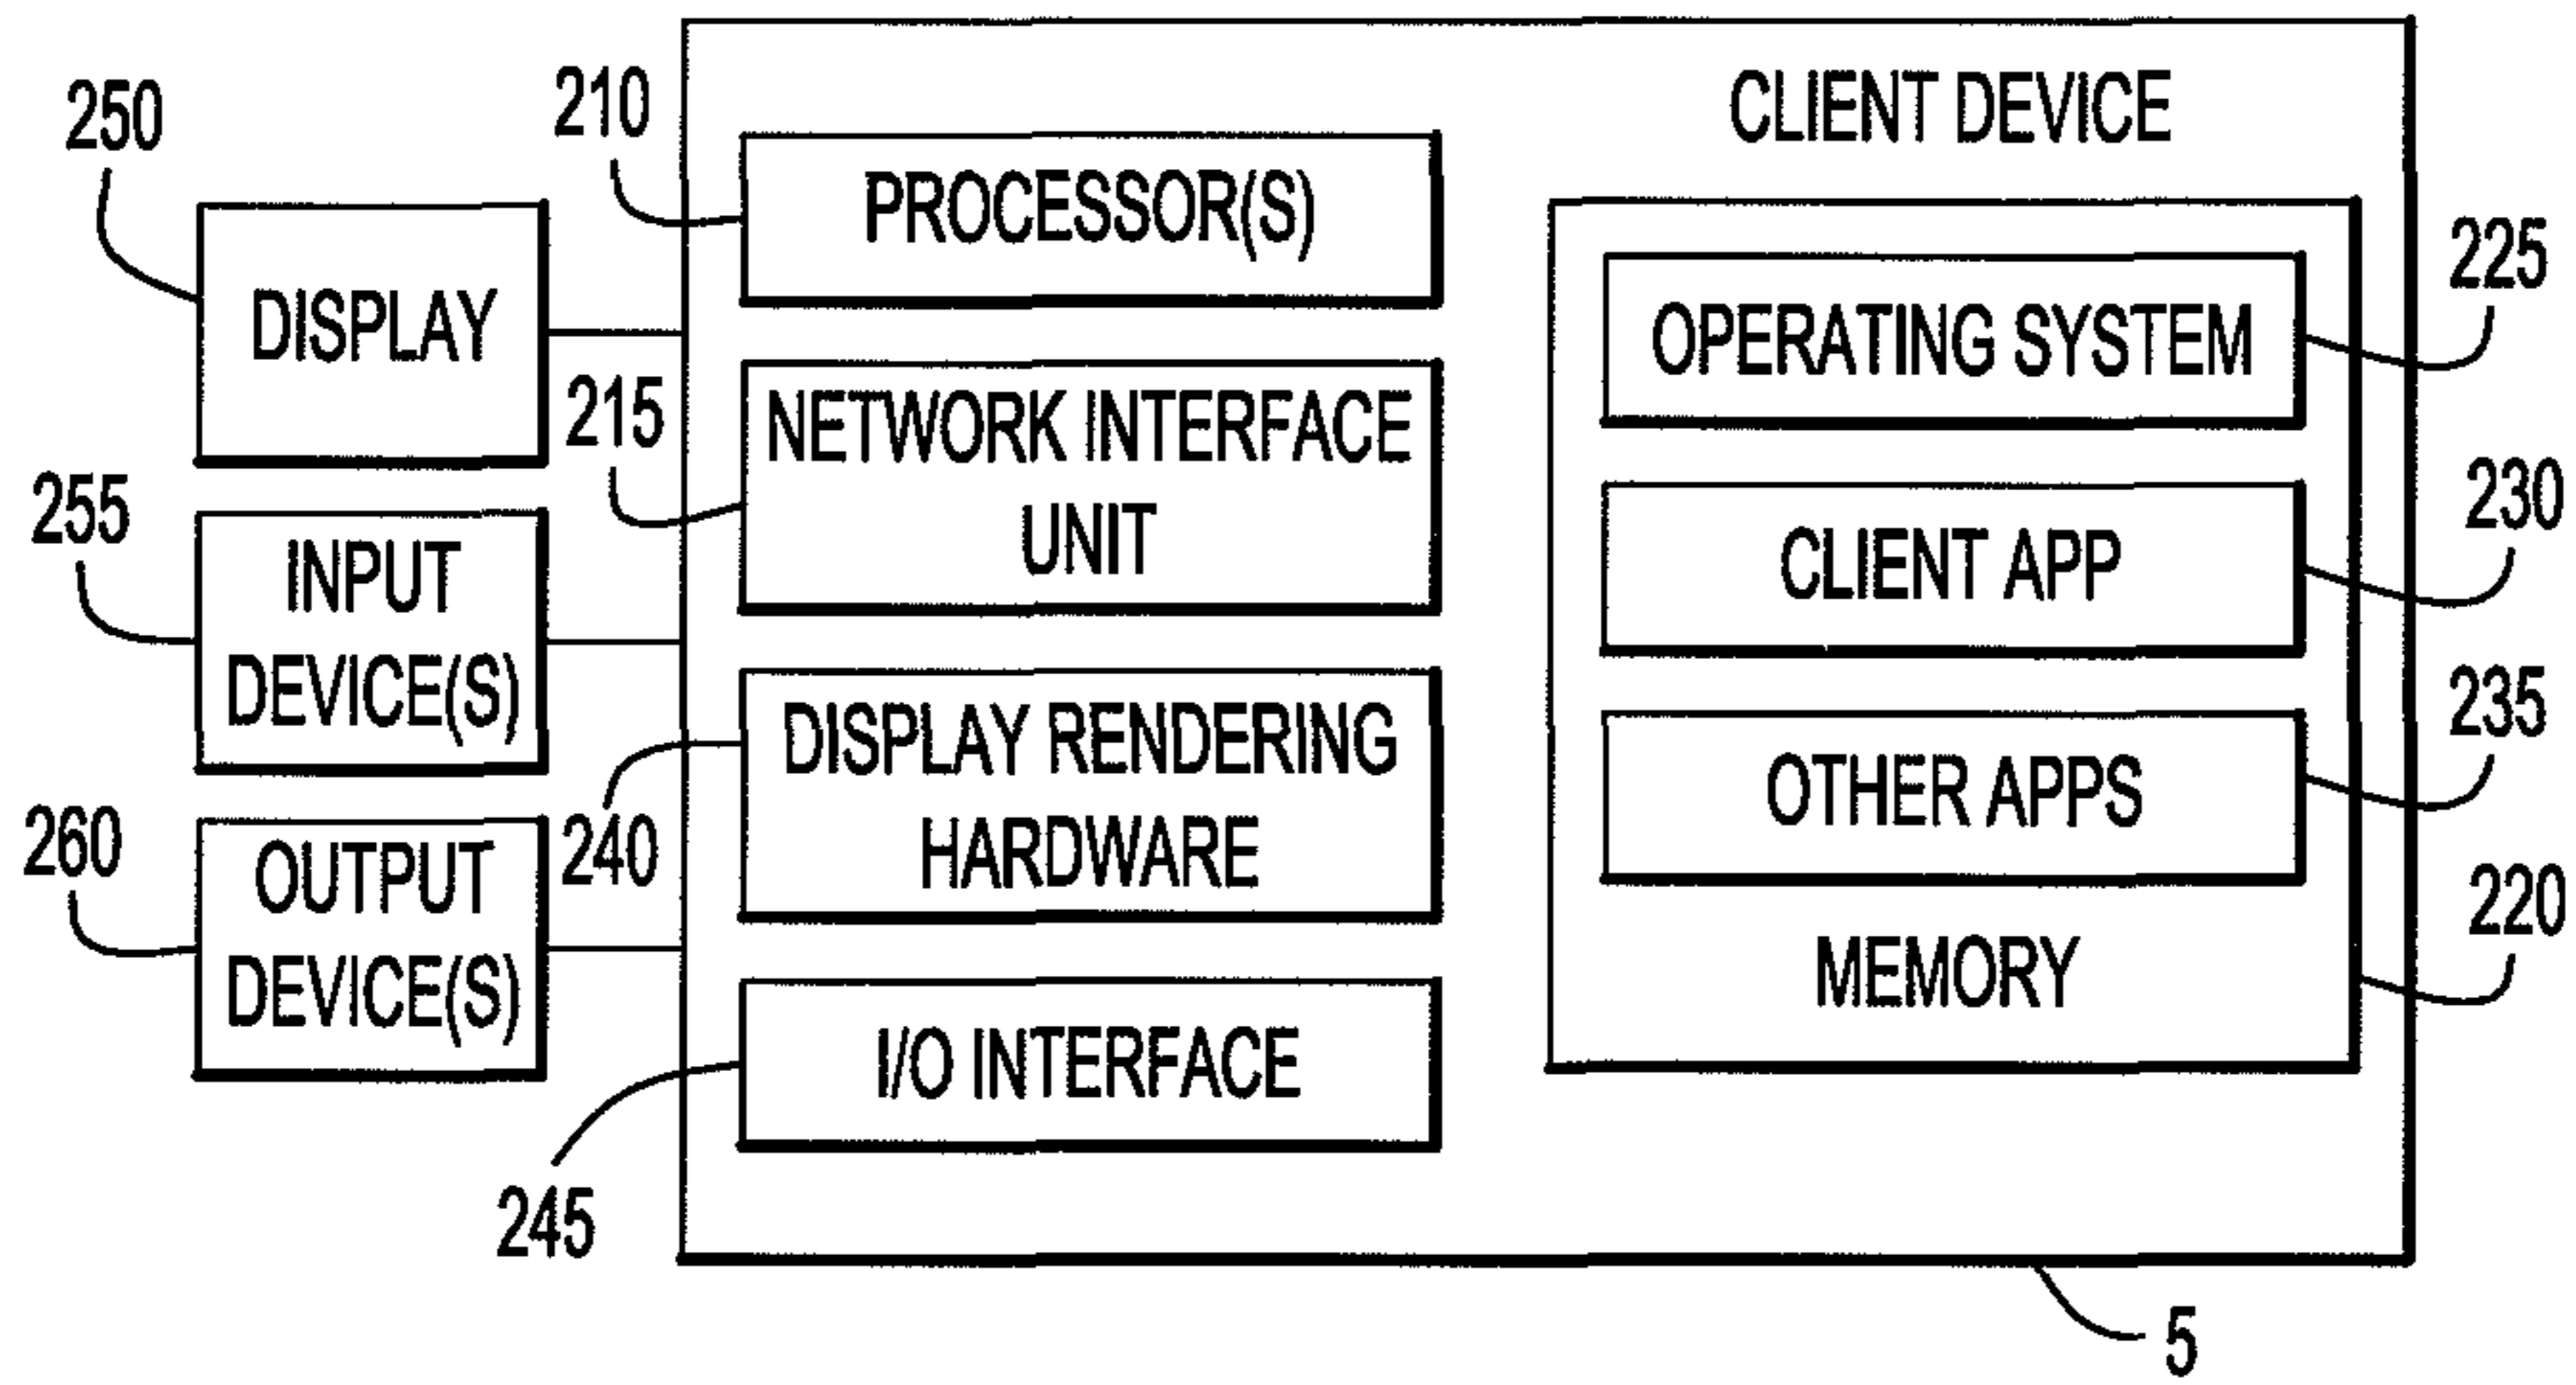 250
DISPLAY
255
INPUT
DEVICE(S)
260
OUTPUT
DEVICE(S)
CLIENT DEVICE
210
PROCESSOR(S)
215
NETWORK INTERFACE
UNIT
240
DISPLAY RENDERING
HARDWARE
245
I/O INTERFACE
OPERATING SYSTEM
225
CLIENT APP
230
OTHER APPS
235
MEMORY
220
5